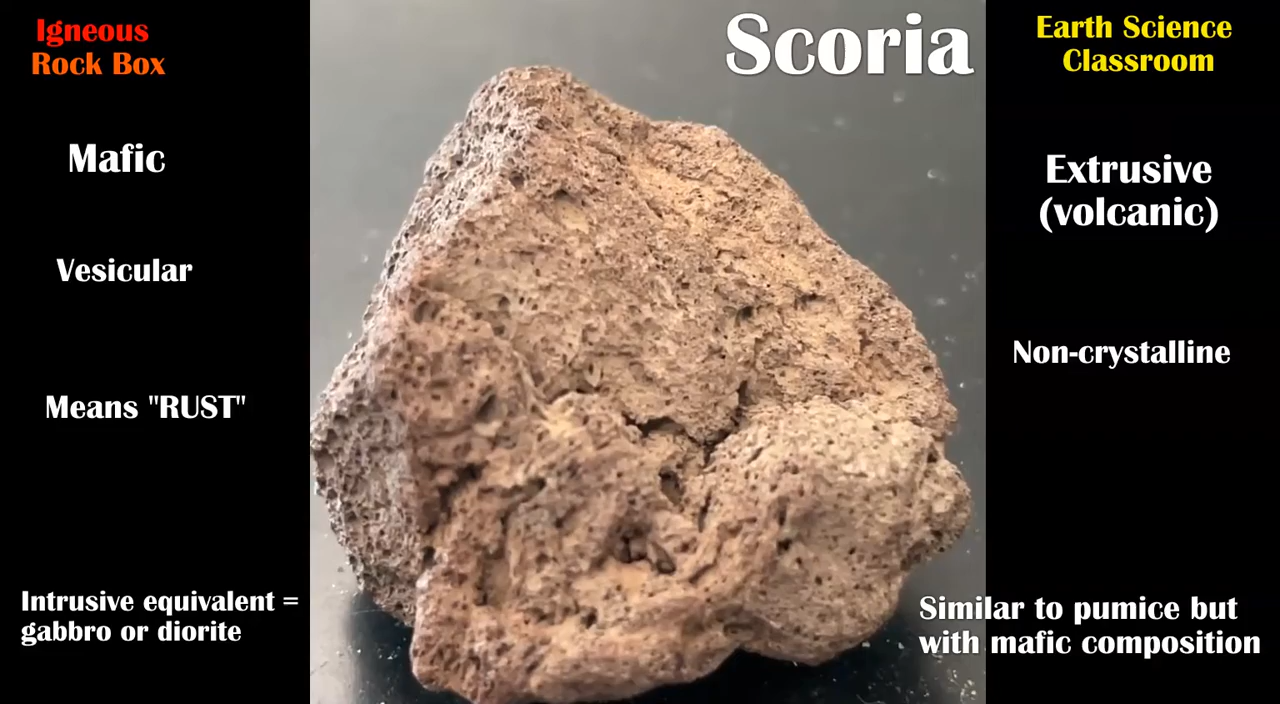 Igneous
Rock Box
Mafic
Vesicular
Means "RUST"
Intrusive equivalent =
gabbro or diorite
Scoria
Earth Science
Classroom
Extrusive
(volcanic)
Non-crystalline
Similar to pumice but
with mafic composition